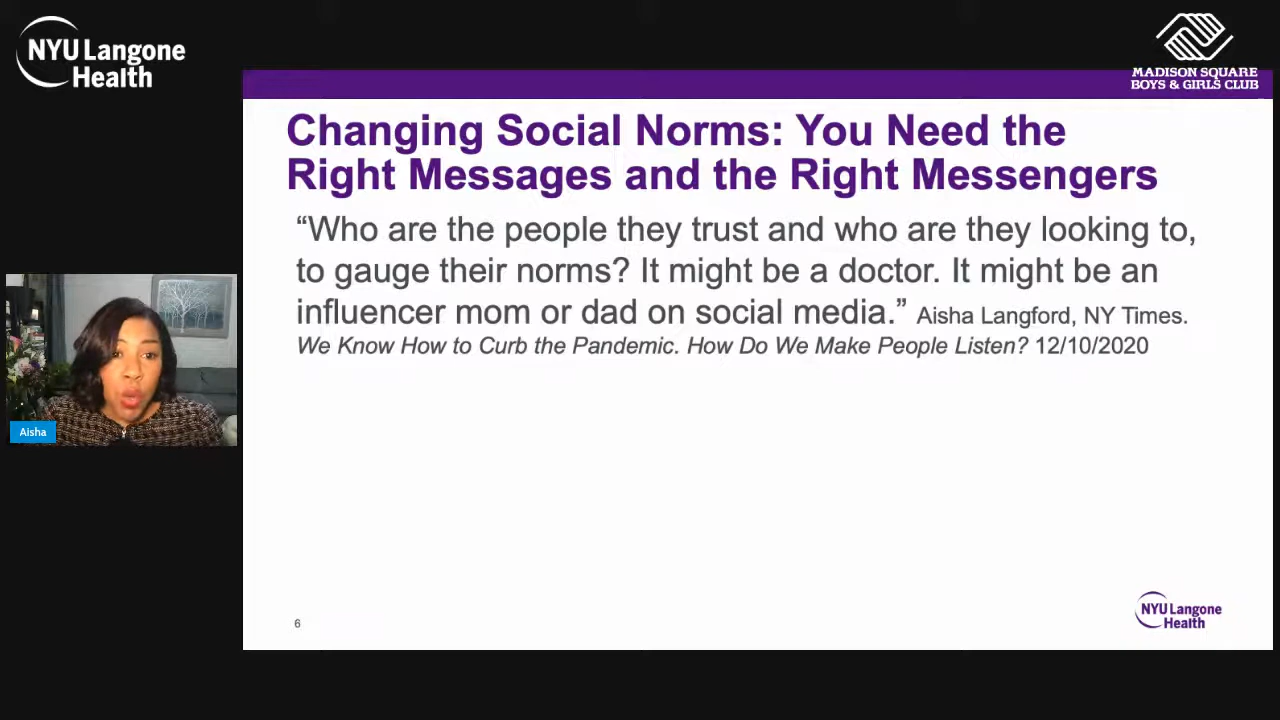 NYU Langone
Health
MADISON SQUARE
BOYS & GIRLS CLUB
Changing Social Norms: You Need the
Right Messages and the Right Messengers
“Who are the people they trust and who are they looking to,
to gauge their norms? It might be a doctor. It might be an
influencer mom or dad on social media.” Aisha Langford, NY Times.
We Know How to Curb the Pandemic. How Do We Make People Listen? 12/10/2020
Aisha
6
NYU Langone
Health